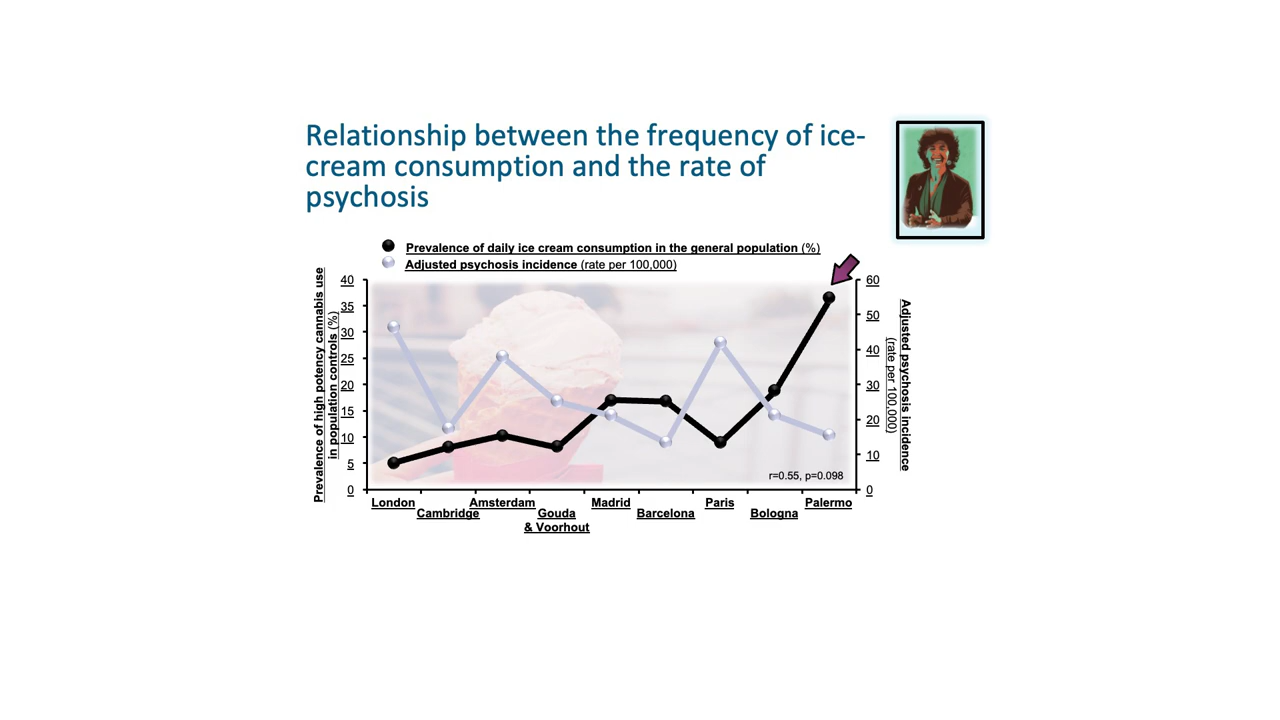 Relationship between the frequency of ice-
cream consumption and the rate of
psychosis
Prevalence of daily ice cream consumption in the general population (%)
Adjusted psychosis incidence (rate per 100,000)
Prevalence of high potency cannabis use
in population controls (%)
40
35
30
25
20
15
10
5
0
60
50
40
30
20
10
0
Adjusted psychosis incidence
(rate per 100,000)
r=0.55, p=0.098
London
Cambridge
Amsterdam
Gouda
& Voorhout
Madrid
Barcelona
Paris
Bologna
Palermo